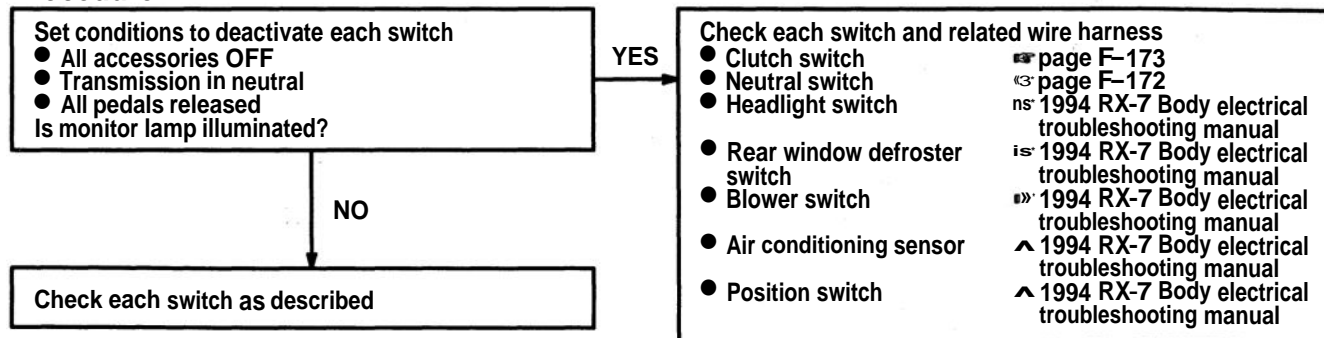 Set conditions to deactivate each switch
● All accessories OFF
● Transmission in neutral
● All pedals released
Is monitor lamp illuminated?
YES
NO
Check each switch as described
Check each switch and related wire harness
● Clutch switch ☞ page F–173
● Neutral switch page F–172
● Headlight switch 1994 RX-7 Body electrical
troubleshooting manual
● Rear window defroster 1994 RX-7 Body electrical
switch troubleshooting manual
● Blower switch 1994 RX-7 Body electrical
troubleshooting manual
● Air conditioning sensor 1994 RX-7 Body electrical
troubleshooting manual
● Position switch 1994 RX-7 Body electrical
troubleshooting manual